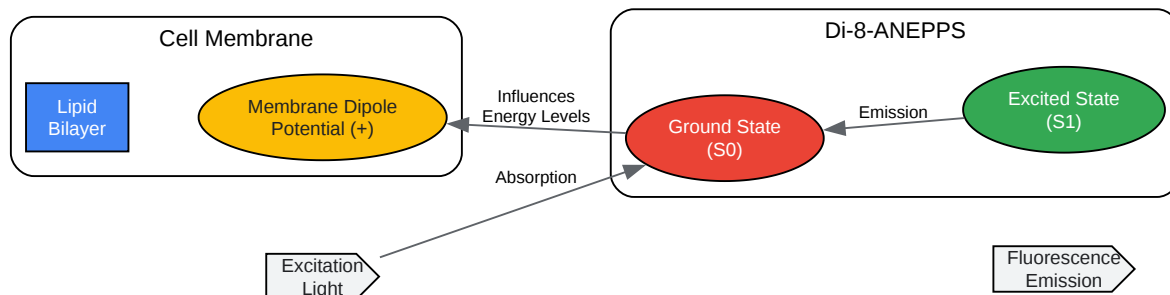 Cell Membrane
Di-8-ANEPPS
Lipid
Bilayer
Membrane Dipole
Potential (+)
Influences
Energy Levels
Ground State
(S0)
Emission
Excited State
(S1)
Absorption
Excitation
Light
Fluorescence
Emission